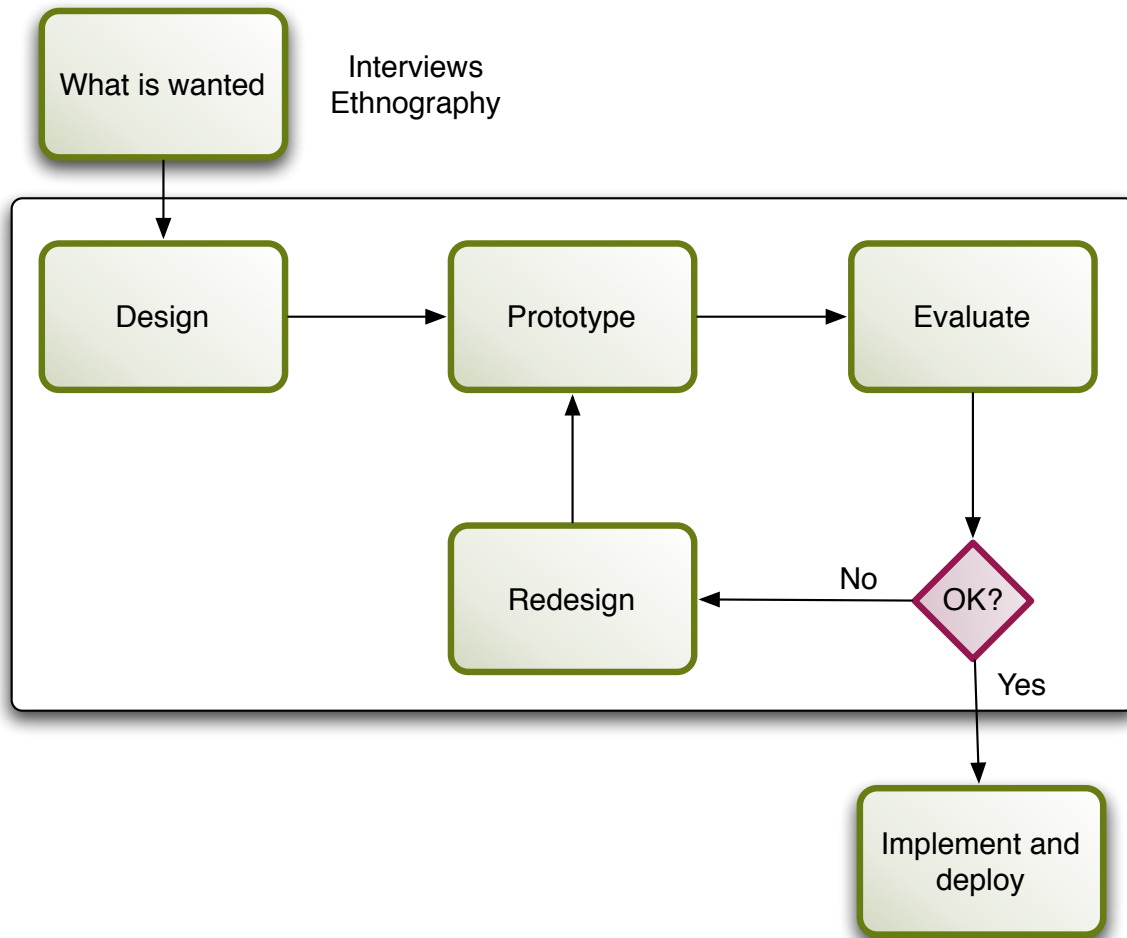 What is wanted
Interviews
Ethnography
Design
Prototype
Evaluate
Redesign
No
OK?
Yes
Implement and
deploy